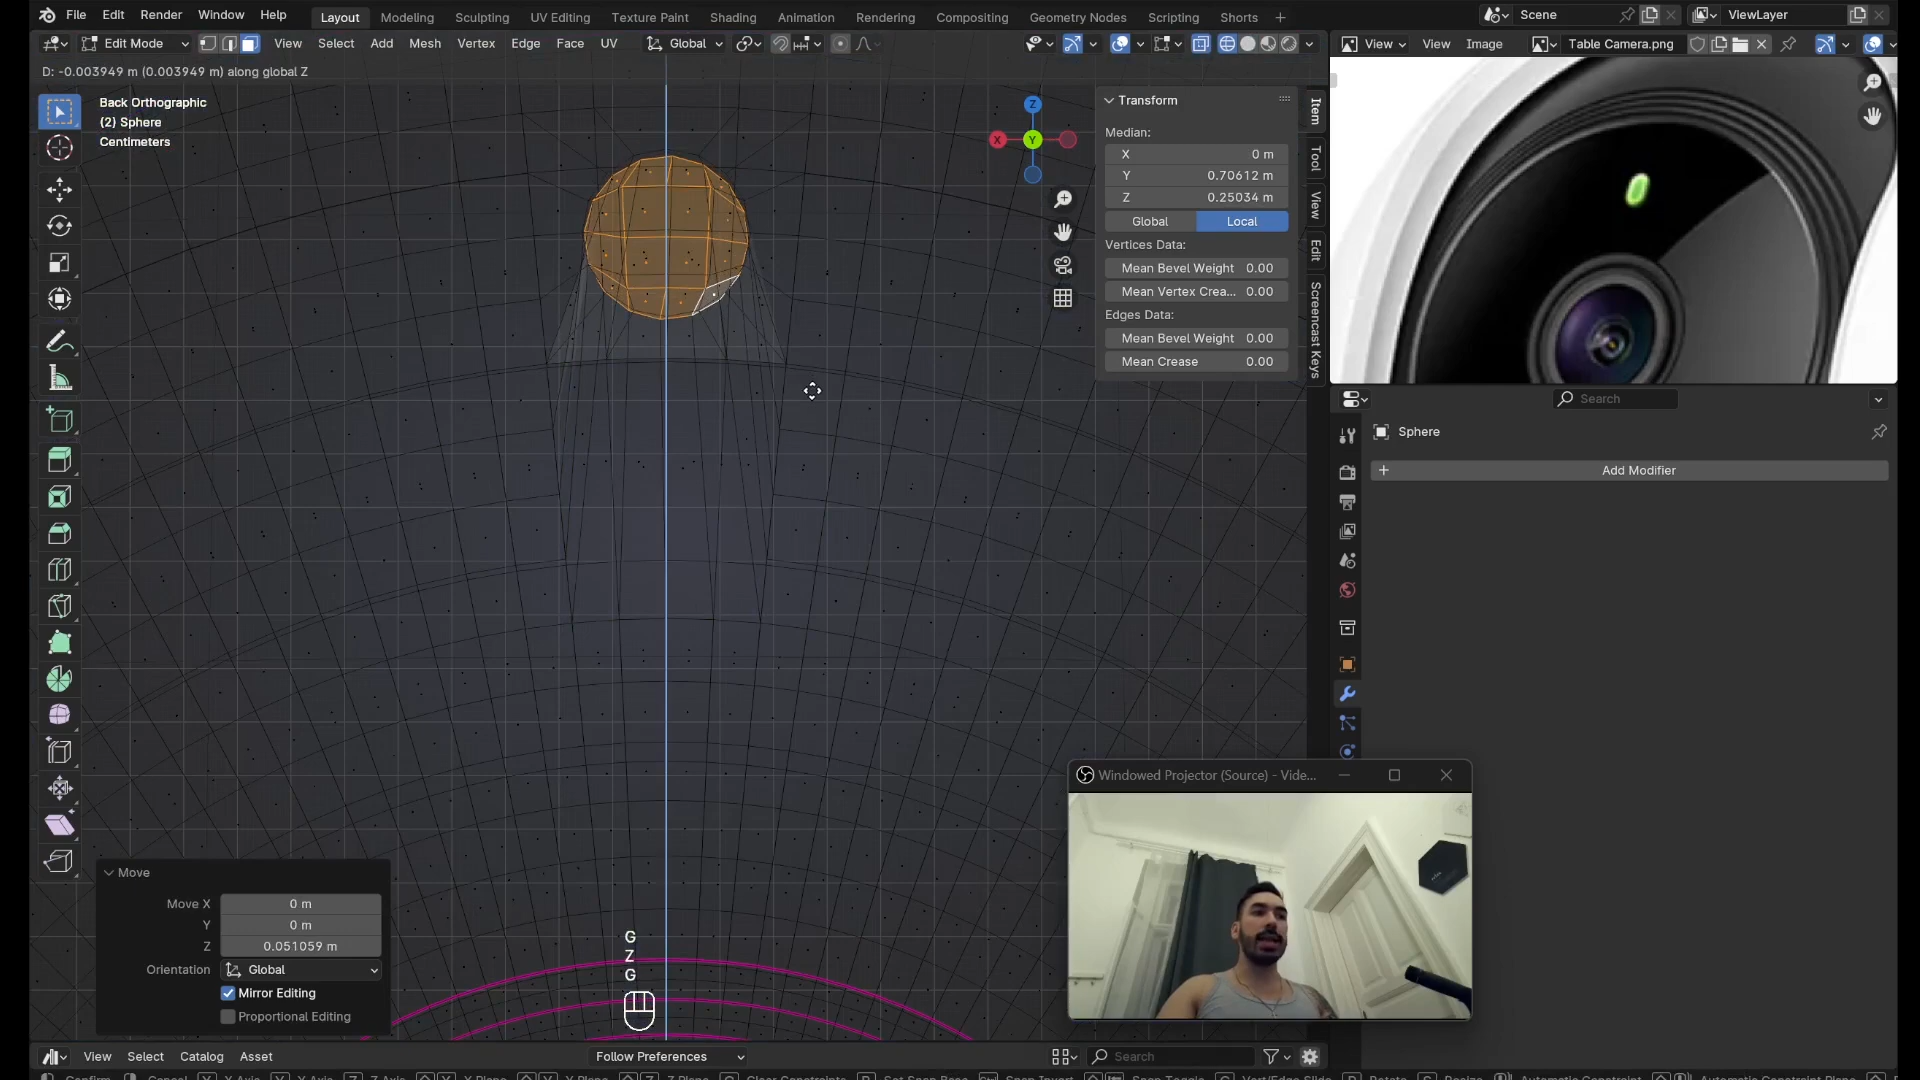 File Edit Render Window Help Layout Modeling Sculpting UV Editing Texture Paint Shading Animation Rendering Compositing Geometry Nodes Scripting Shorts + Scene ViewLayer
Edit Mode View Select Add Mesh Vertex Edge Face UV Global View View Image Table Camera.png
D: -0.003949 m (0.003949 m) along global Z
Back Orthographic
(2) Sphere
Centimeters
Z
X
Y
Transform
Median:
X 0 m
Y 0.70612 m
Z 0.25034 m
Global Local
Vertices Data:
Mean Bevel Weight 0.00
Mean Vertex Crea... 0.00
Edges Data:
Mean Bevel Weight 0.00
Mean Crease 0.00
Item
Tool
View
Edit
Screencast Keys
Search
Sphere
+ Add Modifier
Windowed Projector (Source) - Vide...
Move
Move X 0 m
Y 0 m
Z 0.051059 m
Orientation Global
Mirror Editing
Proportional Editing
G
Z
G
View Select Catalog Asset Follow Preferences Search